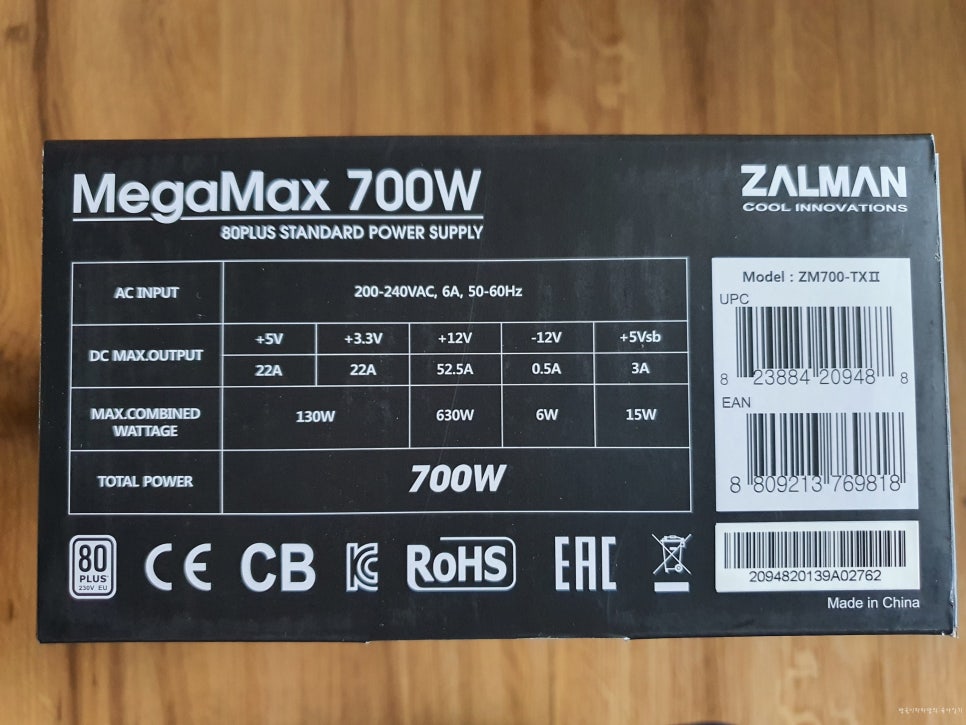 MegaMax 700W
80PLUS STANDARD POWER SUPPLY
ZALMAN
COOL INNOVATIONS
AC INPUT 200-240VAC, 6A, 50-60Hz
DC MAX.OUTPUT +5V +3.3V +12V -12V +5Vsb
22A 22A 52.5A 0.5A 3A
MAX.COMBINED WATTAGE 130W 630W 6W 15W
TOTAL POWER 700W
Model : ZM700-TXⅡ
UPC
8 23884 20948 8
EAN
8 809213 769818
80
PLUS
230V EU
CE
CB
KC
RoHS
EAC
2094820139A02762
Made in China